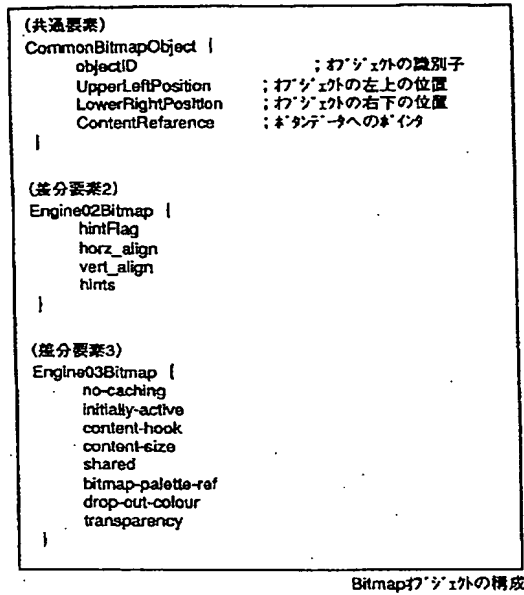 (共通要素)
CommonBitmapObject {
objectID ;オブジェクトの識別子
UpperLeftPosition ;オブジェクトの左上の位置
LowerRightPosition ;オブジェクトの右下の位置
ContentRefarence ;ボタンデータへのポインタ
}
(差分要素2)
Engine02Bitmap {
hintFlag
horz_align
vert_align
hints
}
(差分要素3)
Engine03Bitmap {
no-caching
initially-active
content-hook
content-size
shared
bitmap-palette-ref
drop-out-colour
transparency
}
Bitmapオブジェクトの構成